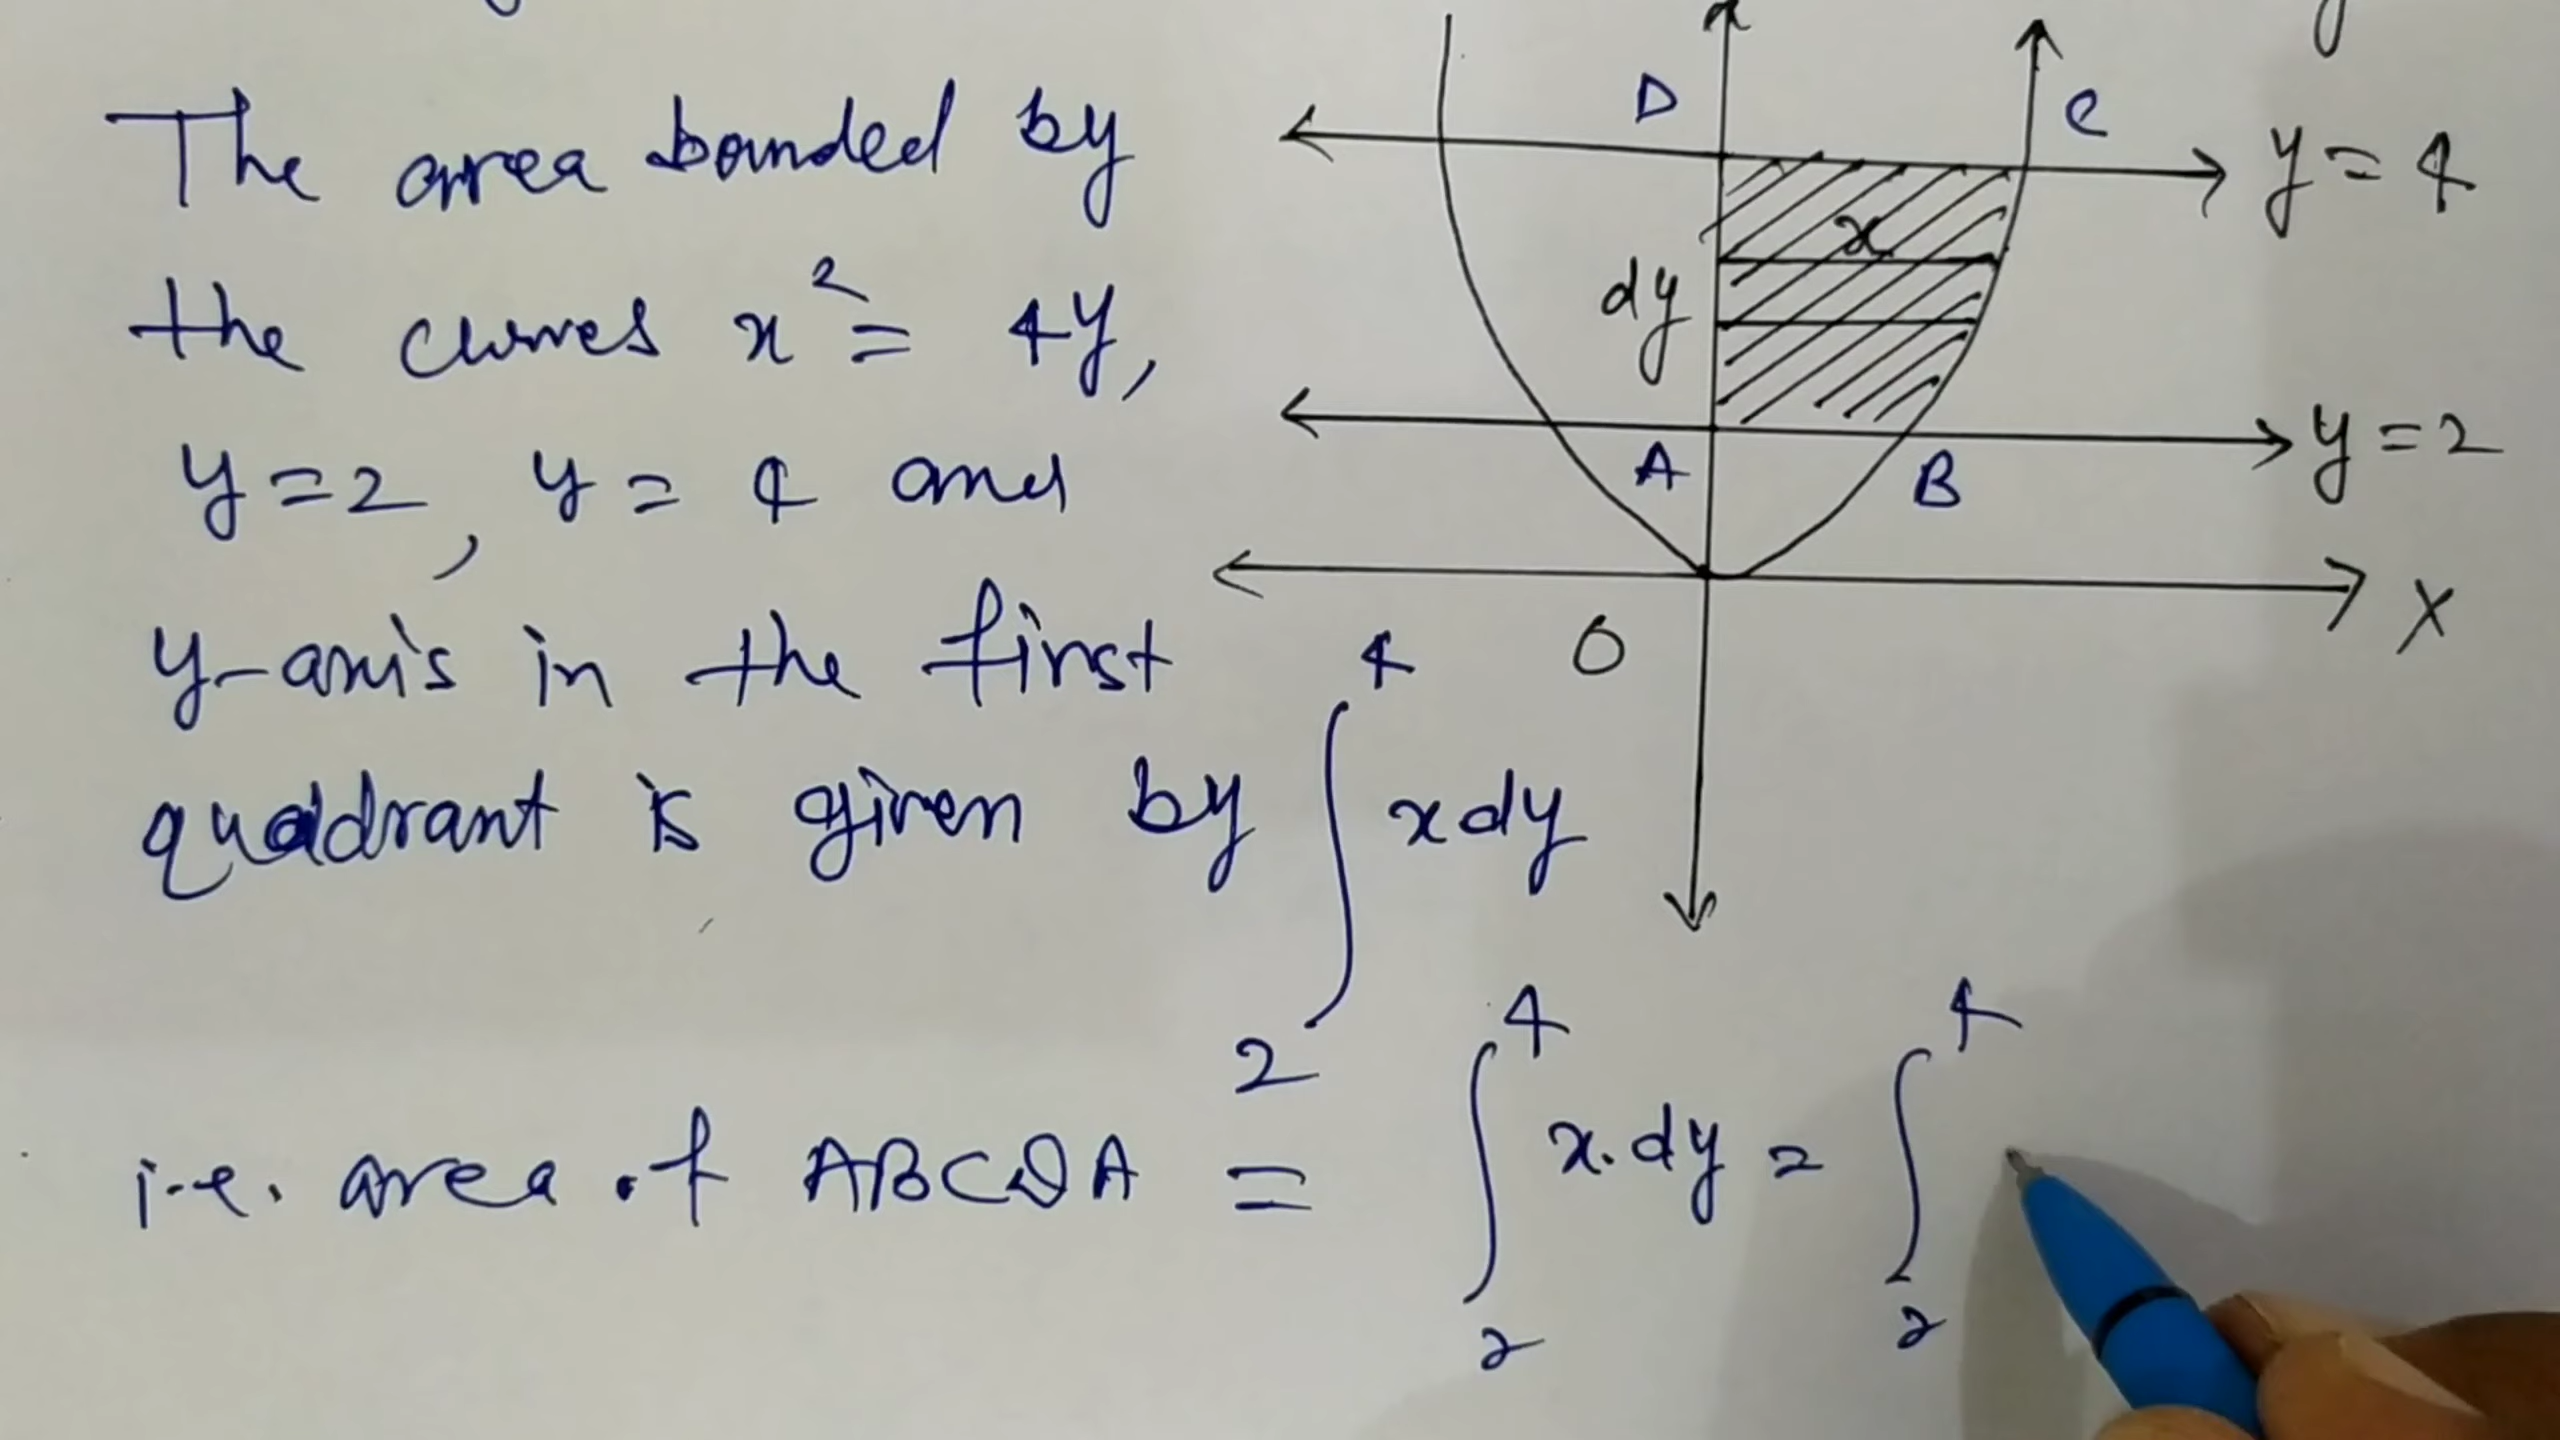 The area bounded by
the curves x² = 4y,
y = 2, y = 4 and
y-axis in the first
quadrant is given by ∫₂⁴ x dy
i.e. area of ABCDA = ∫₂⁴ x. dy = ∫₂⁴
D
C
y = 4
x
dy
A
B
y = 2
O
X